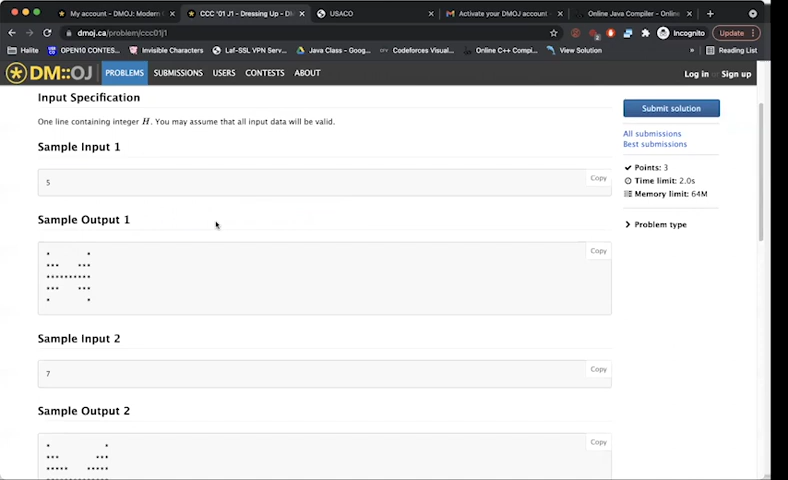 My account - DMOJ: Modern
CCC '01 J1 - Dressing Up - D
USACO
Activate your DMOJ account
Online Java Compiler - Online
dmoj.ca/problem/ccc01j1
Incognito
Update
Halite
OPEN10 CONTES...
Invisible Characters
Laf-SSL VPN Serv...
Java Class - Goog...
Codeforces Visual...
Online C++ Compi...
View Solution
»
Reading List
DM::OJ
PROBLEMS
SUBMISSIONS
USERS
CONTESTS
ABOUT
Log in or Sign up
Input Specification
One line containing integer H. You may assume that all input data will be valid.
Sample Input 1
5
Copy
Sample Output 1
Copy
*        *
***    ***
**********
***    ***
*        *
Sample Input 2
7
Copy
Sample Output 2
Copy
*            *
***        ***
*****    *****
Submit solution
All submissions
Best submissions
Points: 3
Time limit: 2.0s
Memory limit: 64M
Problem type